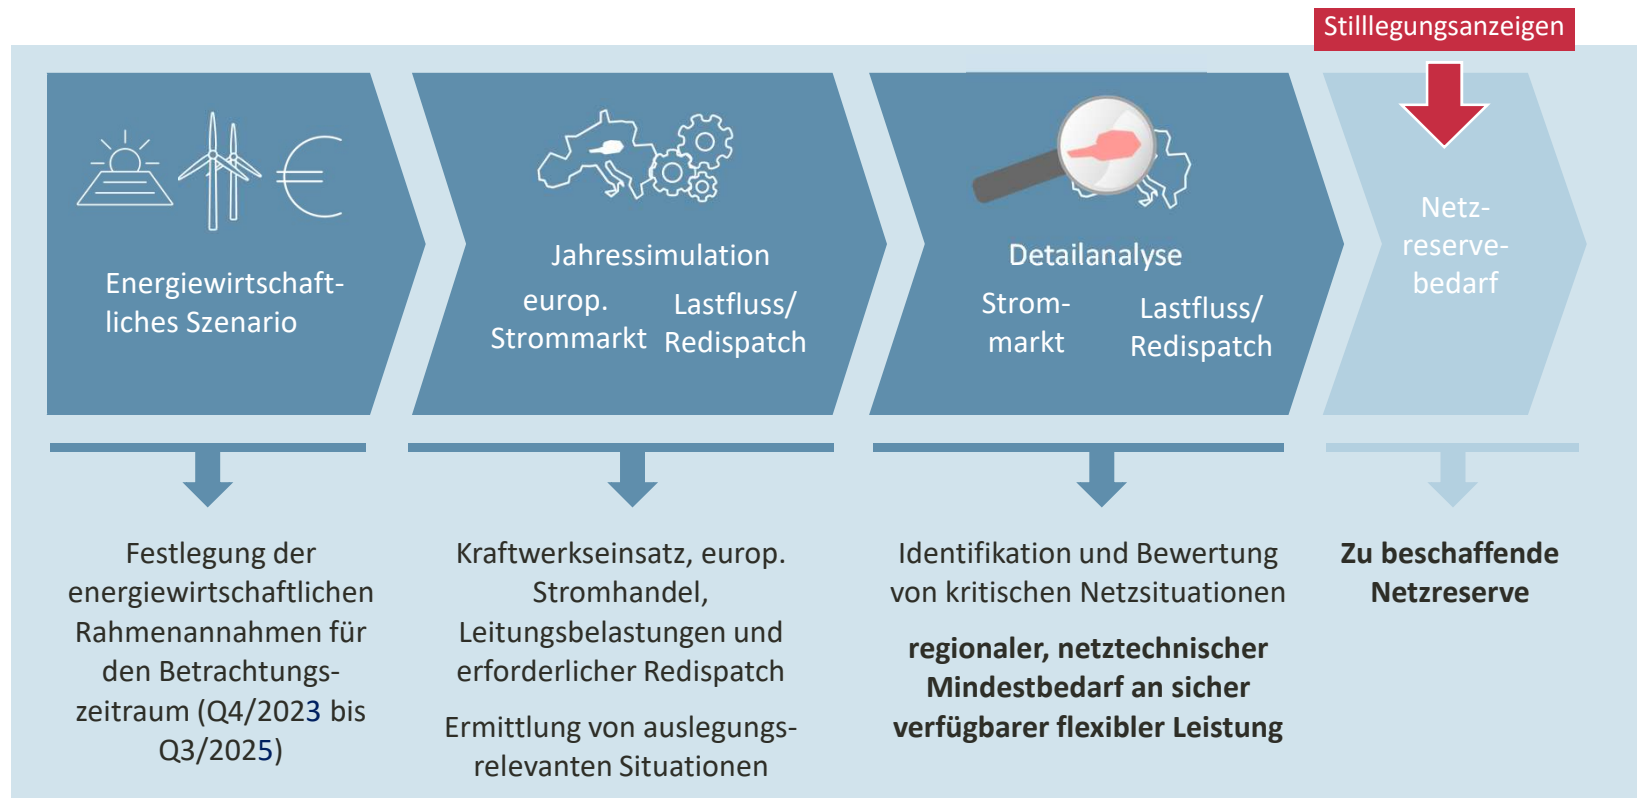 Stilllegungsanzeigen
Energiewirtschaft-
liches Szenario
Jahressimulation
europ.
Strommarkt
Lastfluss/
Redispatch
Detailanalyse
Strom-
markt
Lastfluss/
Redispatch
Netz-
reserve-
bedarf
Festlegung der
energiewirtschaftlichen
Rahmenannahmen für
den Betrachtungs-
zeitraum (Q4/2023 bis
Q3/2025)
Kraftwerkseinsatz, europ.
Stromhandel,
Leitungsbelastungen und
erforderlicher Redispatch
Ermittlung von auslegungs-
relevanten Situationen
Identifikation und Bewertung
von kritischen Netzsituationen
regionaler, netztechnischer
Mindestbedarf an sicher
verfügbarer flexibler Leistung
Zu beschaffende
Netzreserve